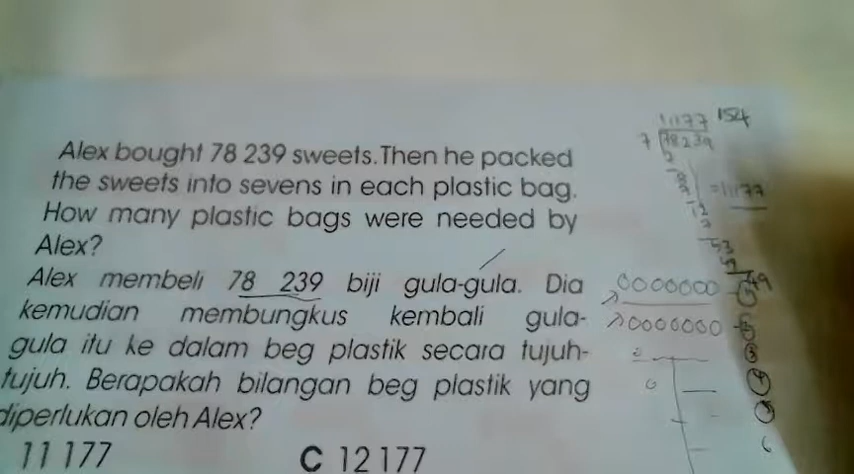 Alex bought 78 239 sweets. Then he packed
the sweets into sevens in each plastic bag.
How many plastic bags were needed by
Alex?
Alex membeli 78 239 biji gula-gula. Dia
kemudian membungkus kembali gula-
gula itu ke dalam beg plastik secara tujuh-
tujuh. Berapakah bilangan beg plastik yang
diperlukan oleh Alex?
11 177
C 12 177
11177 154
7 78239
=11177
0000000